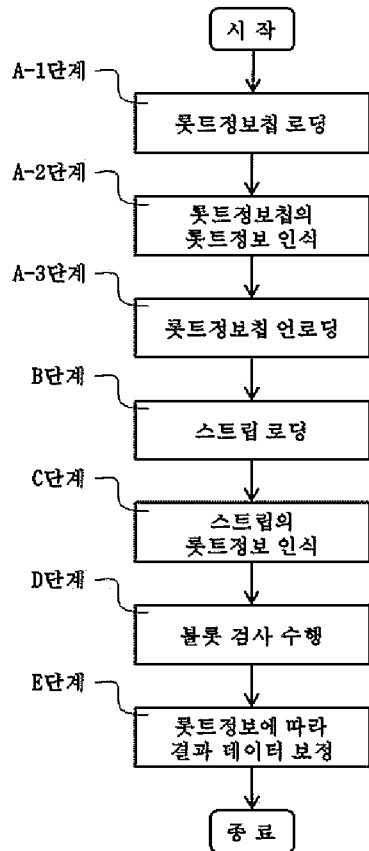 시 작
A-1단계
롯트정보칩 로딩
A-2단계
롯트정보칩의
롯트정보 인식
A-3단계
롯트정보칩 언로딩
B단계
스트립 로딩
C단계
스트립의
롯트정보 인식
D단계
블롯 검사 수행
E단계
롯트정보에 따라
결과 데이터 보정
종 료